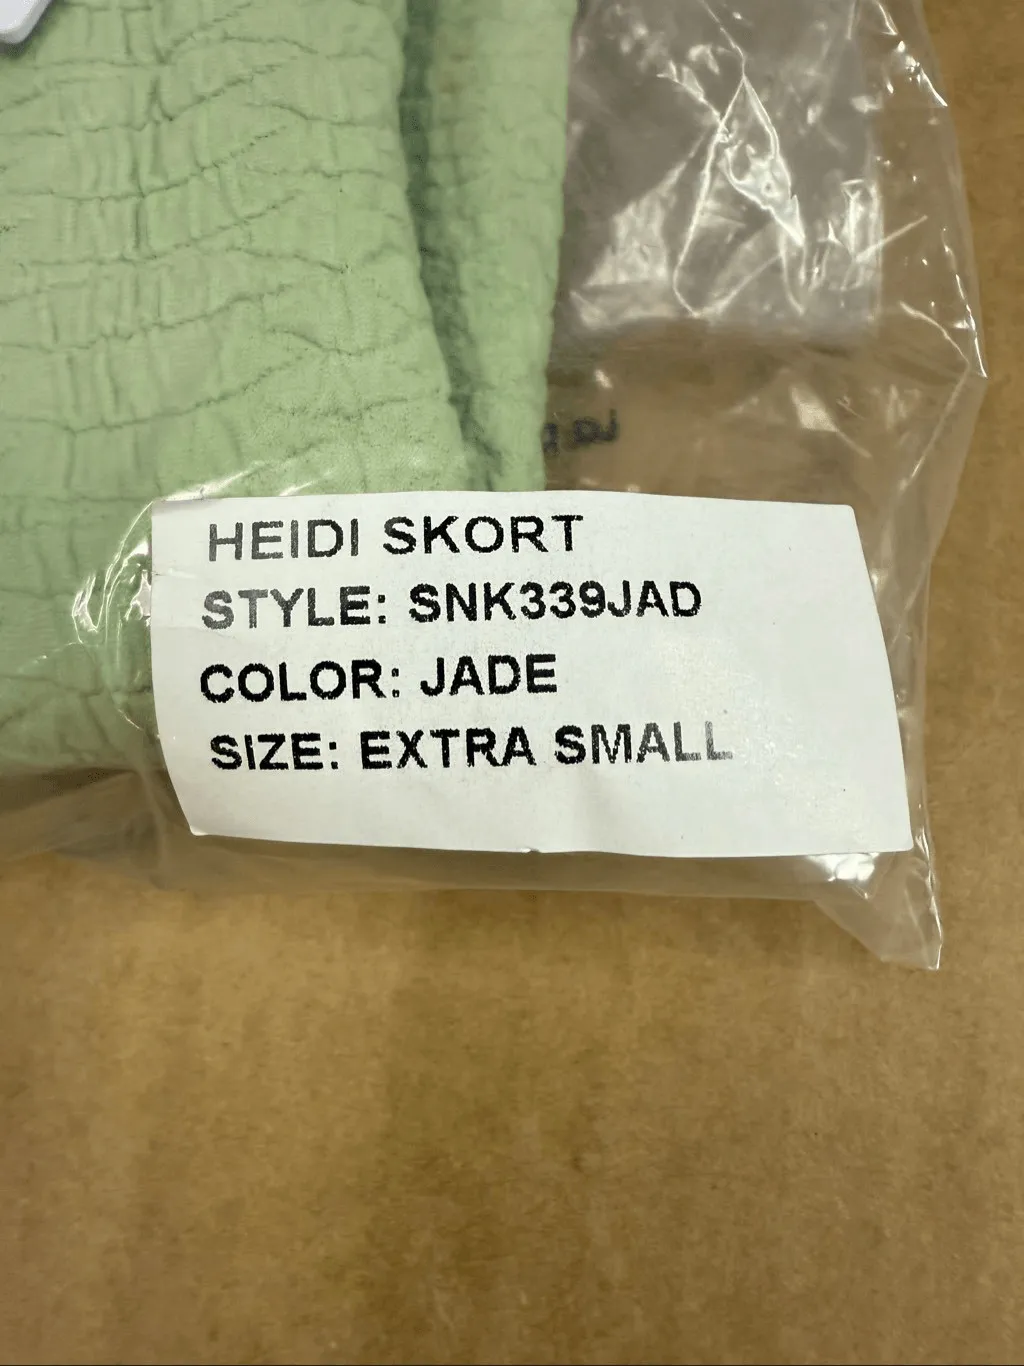 HEIDI SKORT
STYLE: SNK339JAD
COLOR: JADE
SIZE: EXTRA SMALL